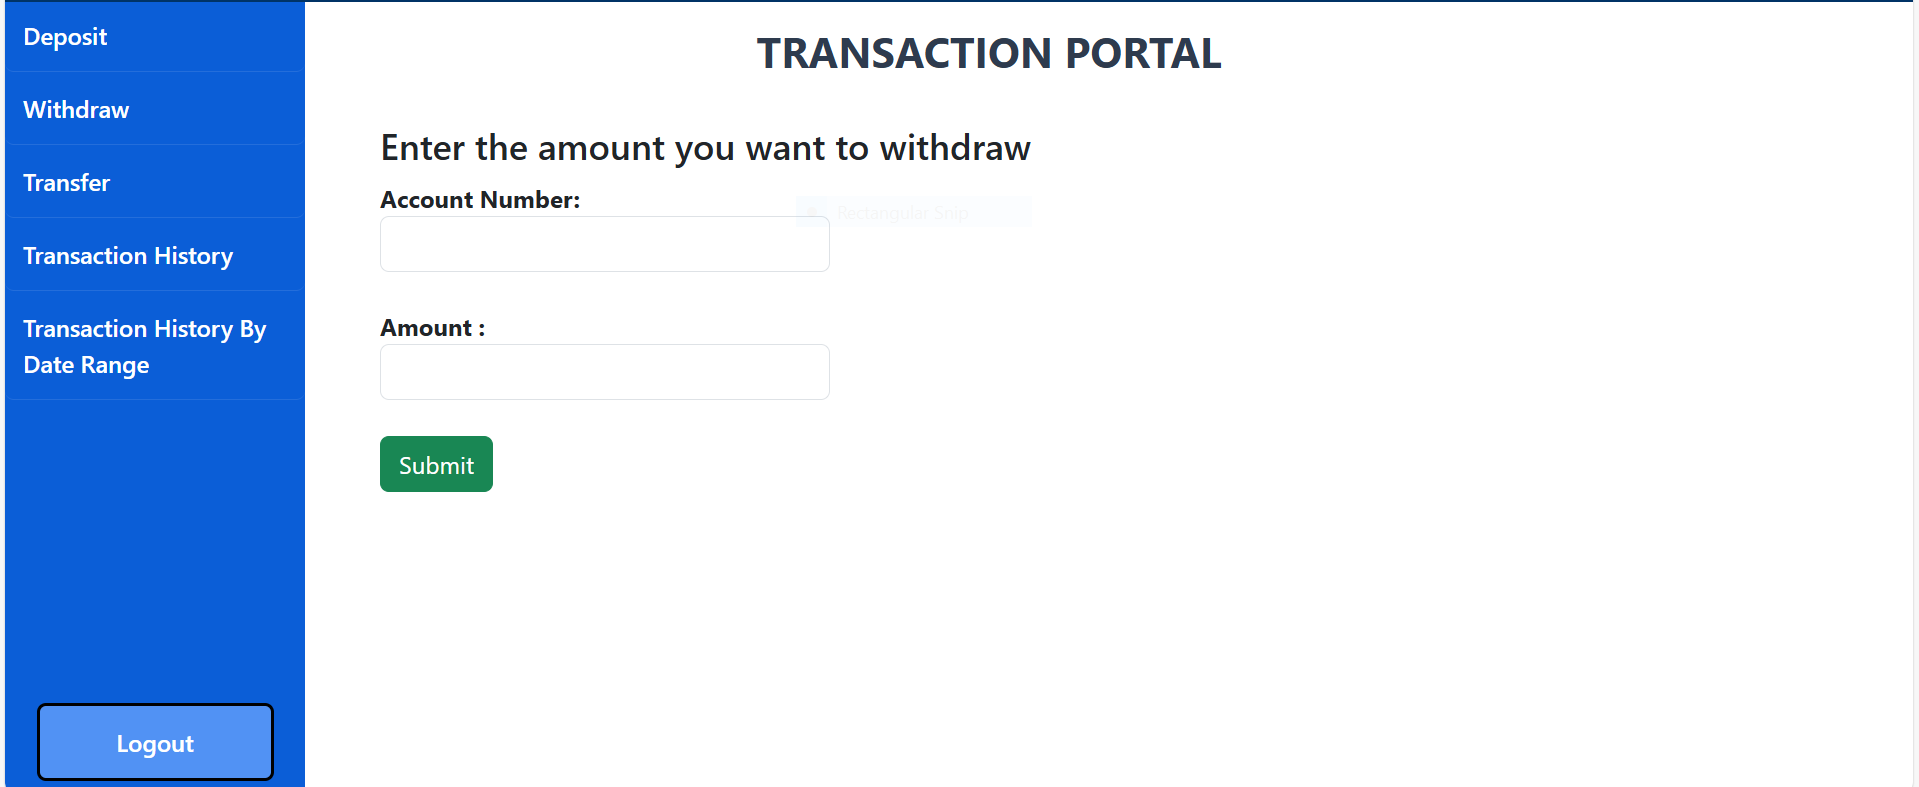 Deposit
Withdraw
Transfer
Transaction History
Transaction History By
Date Range
Logout
TRANSACTION PORTAL
Enter the amount you want to withdraw
Account Number:
Rectangular Snip
Amount :
Submit